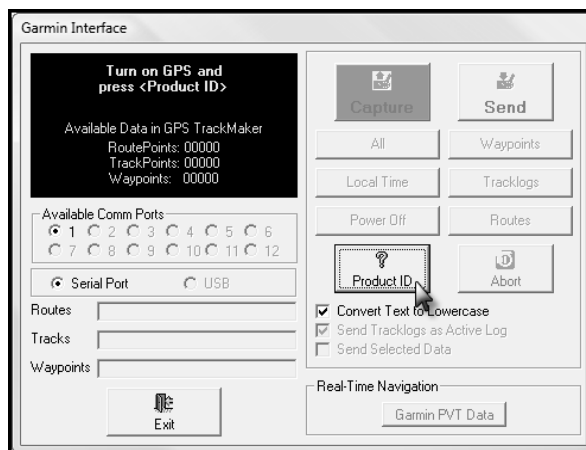 Garmin Interface
Turn on GPS and
press <Product ID>
Available Data in GPS TrackMaker
RoutePoints: 00000
TrackPoints: 00000
Waypoints: 00000
Available Comm Ports
1 2 3 4 5 6
7 8 9 10 11 12
Serial Port USB
Routes
Tracks
Waypoints
Exit
Capture Send
All Waypoints
Local Time Tracklogs
Power Off Routes
Product ID Abort
Convert Text to Lowercase
Send Tracklogs as Active Log
Send Selected Data
Real-Time Navigation
Garmin PVT Data